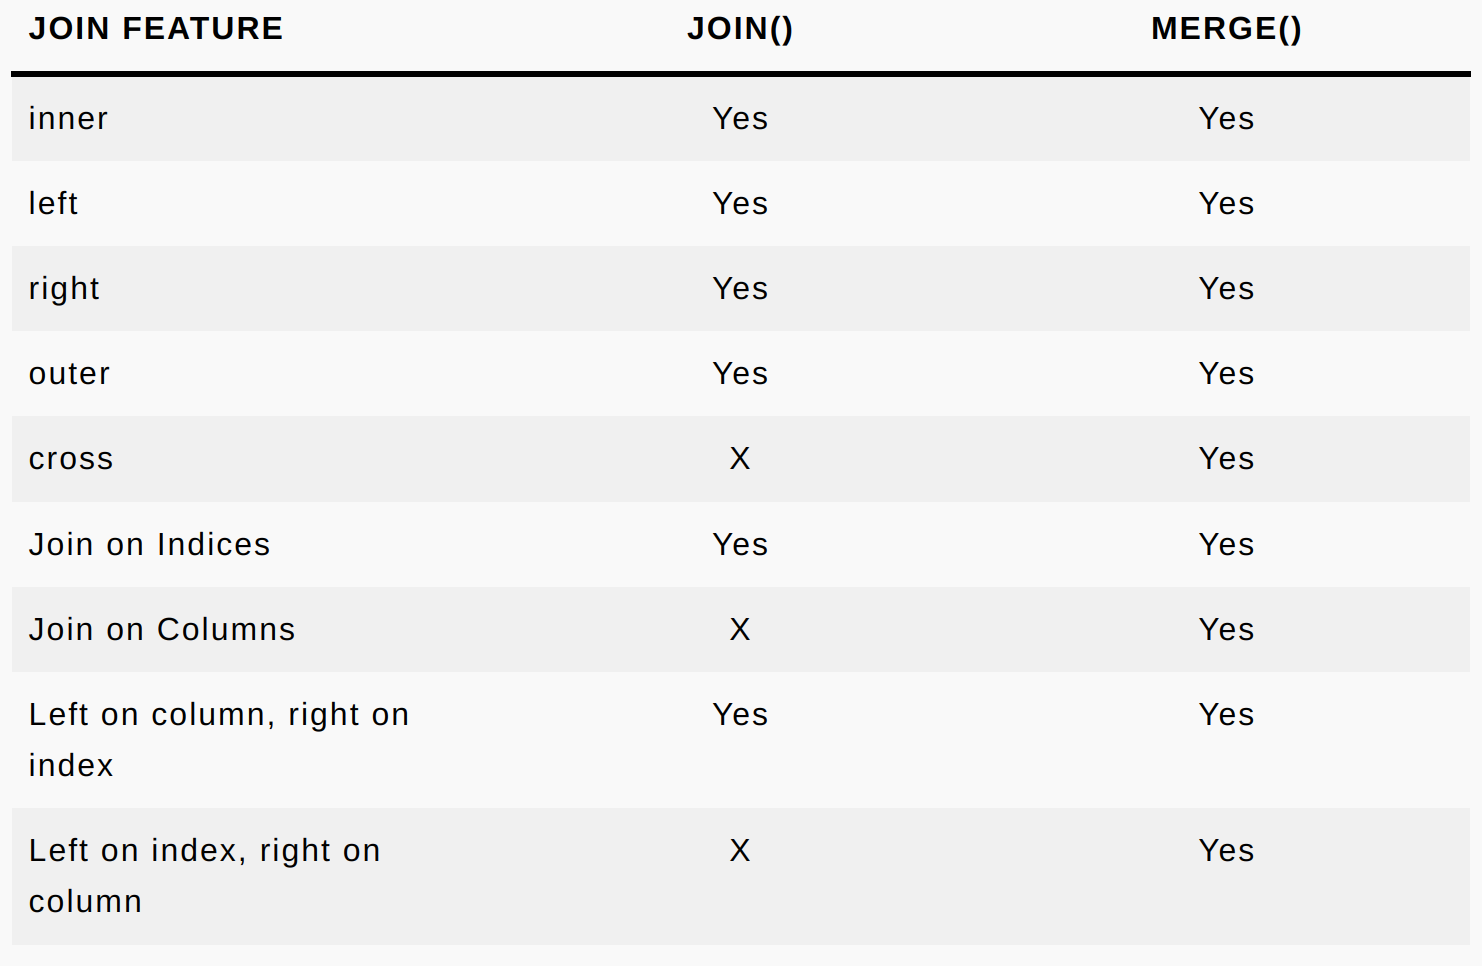 JOIN FEATURE JOIN() MERGE()
inner Yes Yes
left Yes Yes
right Yes Yes
outer Yes Yes
cross X Yes
Join on Indices Yes Yes
Join on Columns X Yes
Left on column, right on Yes Yes
index
Left on index, right on X Yes
column